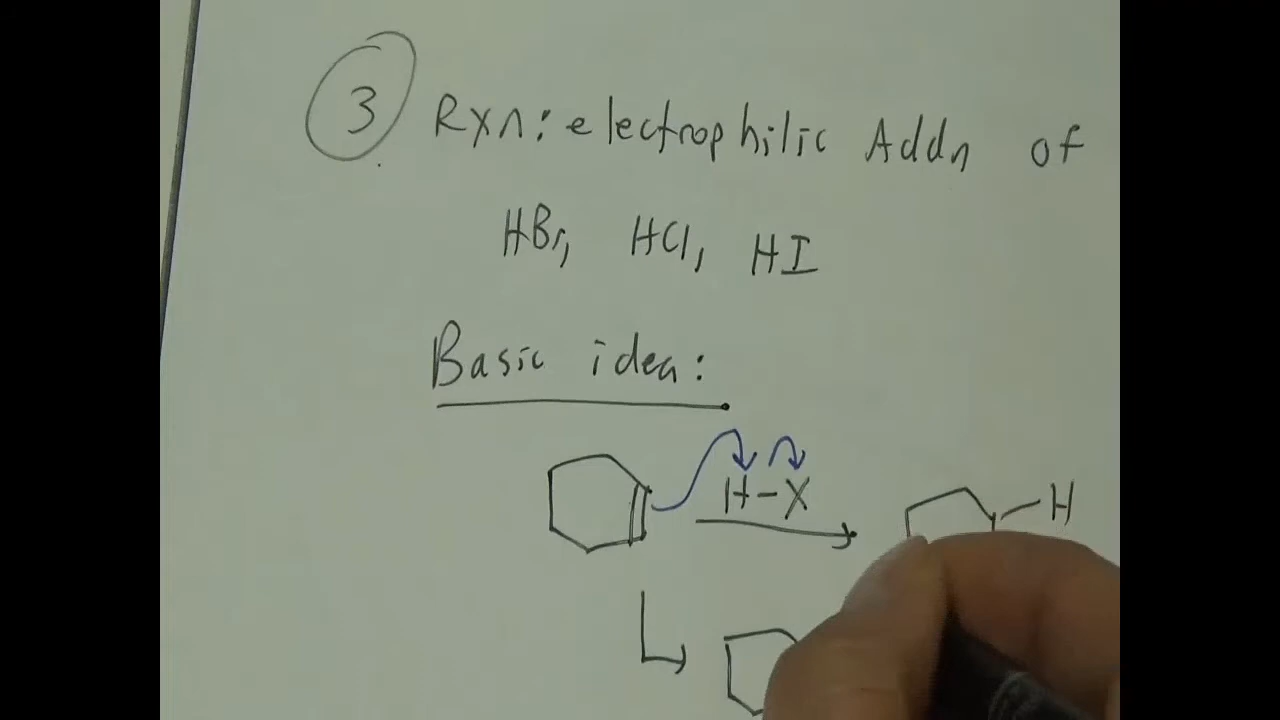 3 Rxn: electrophilic Addn of
HBr, HCl, HI
Basic idea:
H-X
H